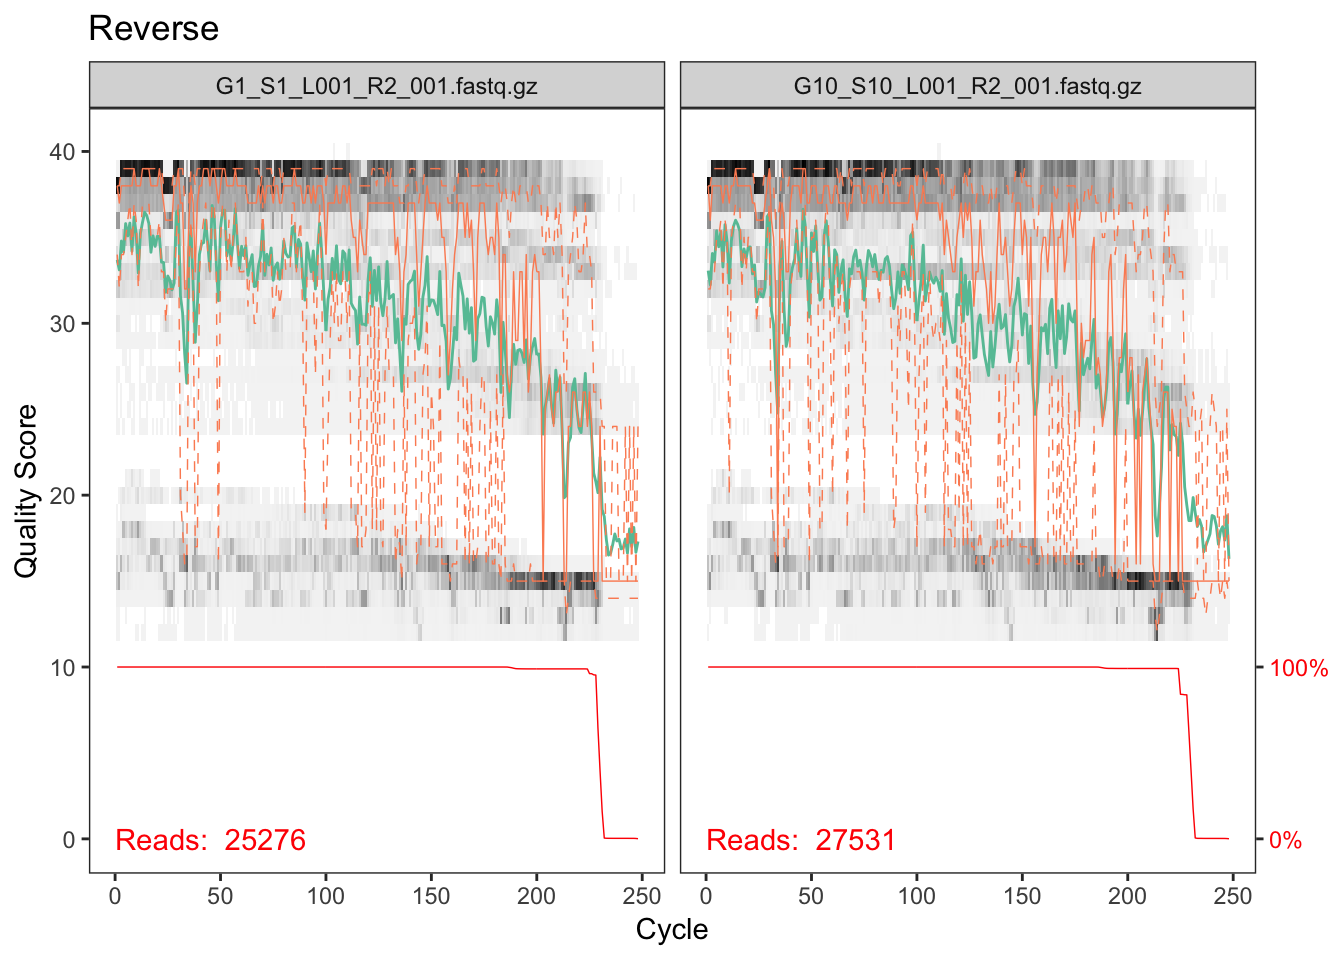 Reverse
G1_S1_L001_R2_001.fastq.gz
G10_S10_L001_R2_001.fastq.gz
Quality Score
40
30
20
10
0
100%
0%
Reads:  25276
Reads:  27531
0 50 100 150 200 250
0 50 100 150 200 250
Cycle